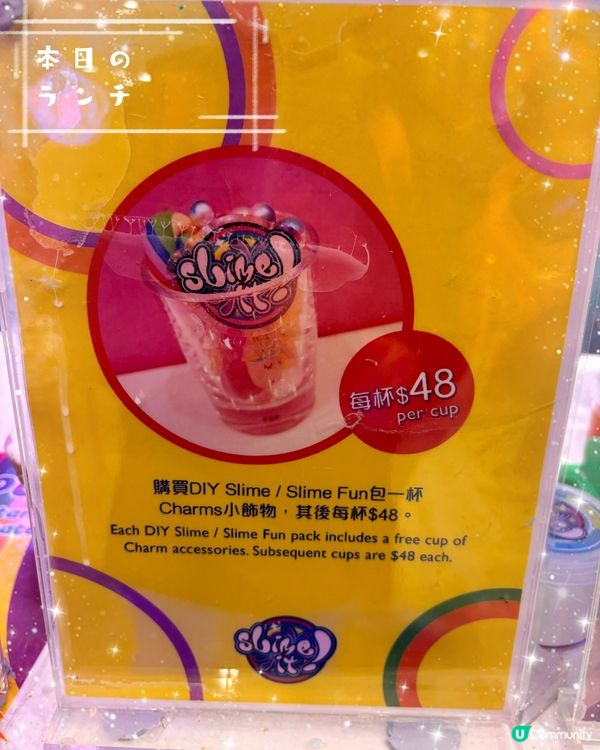 本日の
ランチ
slime it!
每杯$48
per cup
購買DIY Slime / Slime Fun包一杯
Charms小飾物，其後每杯$48。
Each DIY Slime / Slime Fun pack includes a free cup of
Charm accessories. Subsequent cups are $48 each.
slime it!
U Community